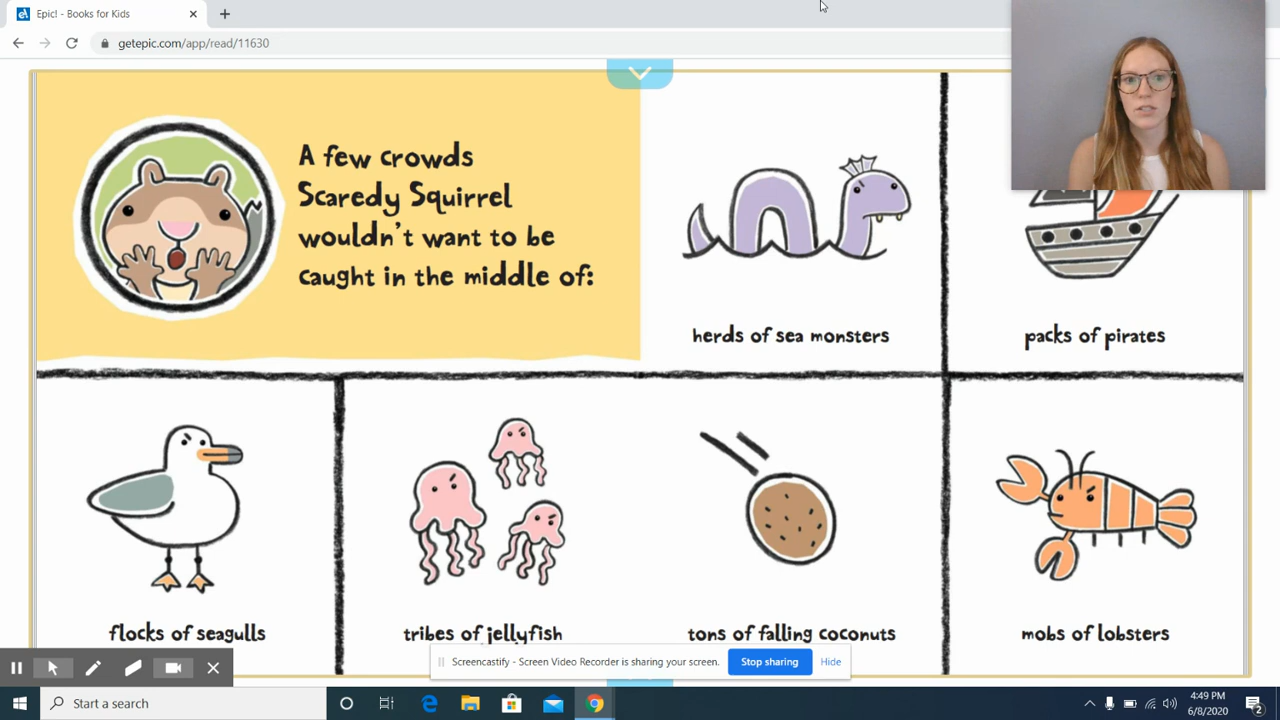 Epic! - Books for Kids
getepic.com/app/read/11630
A few crowds
Scaredy Squirrel
wouldn't want to be
caught in the middle of:
herds of sea monsters
packs of pirates
flocks of seagulls
tribes of jellyfish
tons of falling coconuts
mobs of lobsters
Screencastify - Screen Video Recorder is sharing your screen.
Stop sharing
Hide
Start a search
4:49 PM
6/8/2020
2